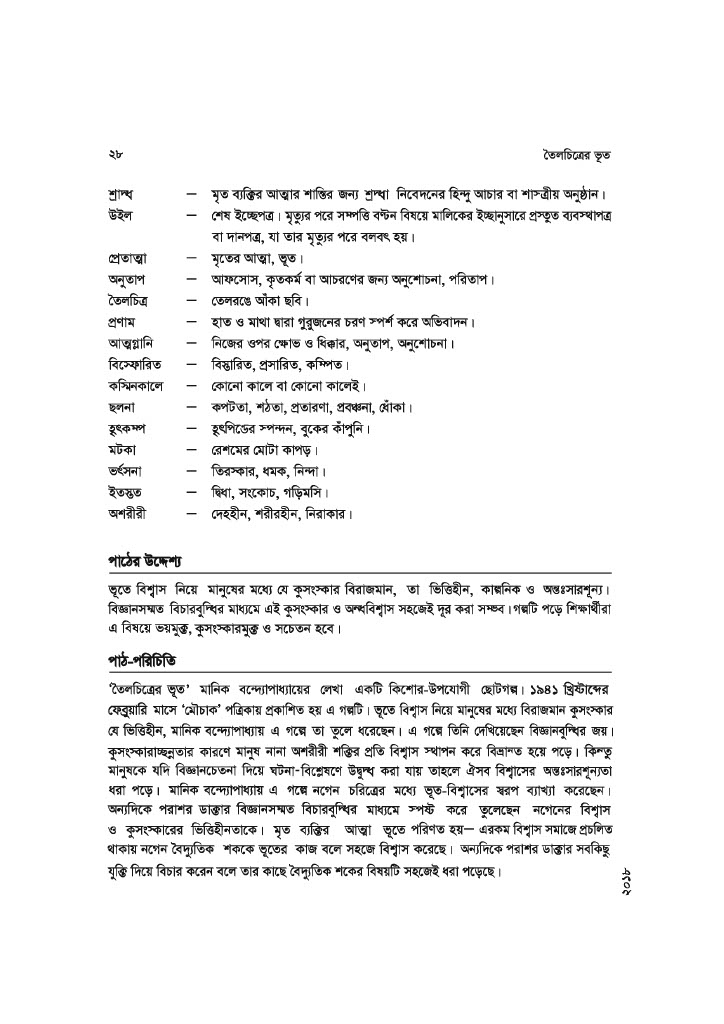 ২৮ তৈলচিত্রের ভূত
শ্রাদ্ধ — মৃত ব্যক্তির আত্মার শান্তির জন্য শ্রদ্ধা নিবেদনের হিন্দু আচার বা শাস্ত্রীয় অনুষ্ঠান।
উইল — শেষ ইচ্ছেপত্র। মৃত্যুর পরে সম্পত্তি বণ্টন বিষয়ে মালিকের ইচ্ছানুসারে প্রস্তুত ব্যবস্থাপত্র
বা দানপত্র, যা তার মৃত্যুর পরে বলবৎ হয়।
প্রেতাত্মা — মৃতের আত্মা, ভূত।
অনুতাপ — আফসোস, কৃতকর্ম বা আচরণের জন্য অনুশোচনা, পরিতাপ।
তৈলচিত্র — তেলরঙে আঁকা ছবি।
প্রণাম — হাত ও মাথা দ্বারা গুরুজনের চরণ স্পর্শ করে অভিবাদন।
আত্মগ্লানি — নিজের ওপর ক্ষোভ ও ধিক্কার, অনুতাপ, অনুশোচনা।
বিস্ফোরিত — বিস্তারিত, প্রসারিত, কম্পিত।
কস্মিনকালে — কোনো কালে বা কোনো কালেই।
ছলনা — কপটতা, শঠতা, প্রতারণা, প্রবঞ্চনা, ধোঁকা।
হৃৎকম্প — হৃৎপিণ্ডের স্পন্দন, বুকের কাঁপুনি।
মটকা — রেশমের মোটা কাপড়।
ভর্ৎসনা — তিরস্কার, ধমক, নিন্দা।
ইতস্তত — দ্বিধা, সংকোচ, গড়িমসি।
অশরীরী — দেহহীন, শরীরহীন, নিরাকার।
পাঠের উদ্দেশ্য
ভূতে বিশ্বাস নিয়ে মানুষের মধ্যে যে কুসংস্কার বিরাজমান, তা ভিত্তিহীন, কাল্পনিক ও অন্তঃসারশূন্য।
বিজ্ঞানসম্মত বিচারবুদ্ধির মাধ্যমে এই কুসংস্কার ও অন্ধবিশ্বাস সহজেই দূর করা সম্ভব। গল্পটি পড়ে শিক্ষার্থীরা
এ বিষয়ে ভয়মুক্ত, কুসংস্কারমুক্ত ও সচেতন হবে।
পাঠ-পরিচিতি
‘তৈলচিত্রের ভূত’ মানিক বন্দ্যোপাধ্যায়ের লেখা একটি কিশোর-উপযোগী ছোটগল্প। ১৯৪১ খ্রিষ্টাব্দের
ফেব্রুয়ারি মাসে ‘মৌচাক’ পত্রিকায় প্রকাশিত হয় এ গল্পটি। ভূতে বিশ্বাস নিয়ে মানুষের মধ্যে বিরাজমান কুসংস্কার
যে ভিত্তিহীন, মানিক বন্দ্যোপাধ্যায় এ গল্পে তা তুলে ধরেছেন। এ গল্পে তিনি দেখিয়েছেন বিজ্ঞানবুদ্ধির জয়।
কুসংস্কারাচ্ছন্নতার কারণে মানুষ নানা অশরীরী শক্তির প্রতি বিশ্বাস স্থাপন করে বিভ্রান্ত হয়ে পড়ে। কিন্তু
মানুষকে যদি বিজ্ঞানচেতনা দিয়ে ঘটনা-বিশ্লেষণে উদ্বুদ্ধ করা যায় তাহলে ঐসব বিশ্বাসের অন্তঃসারশূন্যতা
ধরা পড়ে। মানিক বন্দ্যোপাধ্যায় এ গল্পে নগেন চরিত্রের মধ্যে ভূত-বিশ্বাসের স্বরূপ ব্যাখ্যা করেছেন।
অন্যদিকে পরাশর ডাক্তার বিজ্ঞানসম্মত বিচারবুদ্ধির মাধ্যমে স্পষ্ট করে তুলেছেন নগেনের বিশ্বাস
ও কুসংস্কারের ভিত্তিহীনতাকে। মৃত ব্যক্তির আত্মা ভূতে পরিণত হয়— এরকম বিশ্বাস সমাজে প্রচলিত
থাকায় নগেন বৈদ্যুতিক শককে ভূতের কাজ বলে সহজে বিশ্বাস করেছে। অন্যদিকে পরাশর ডাক্তার সবকিছু
যুক্তি দিয়ে বিচার করেন বলে তার কাছে বৈদ্যুতিক শকের বিষয়টি সহজেই ধরা পড়েছে।
২০১৮